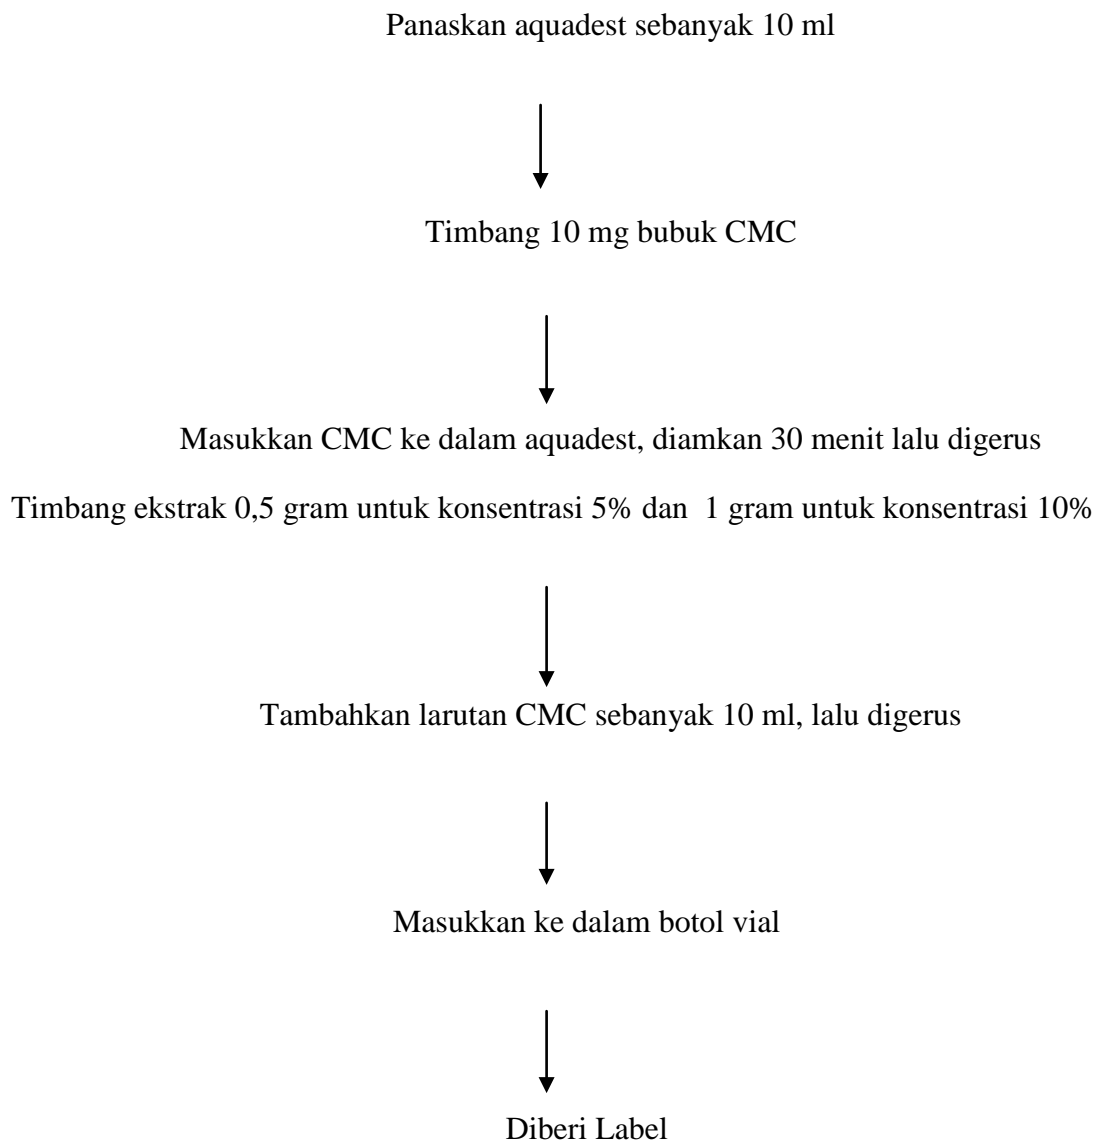 Panaskan aquadest sebanyak 10 ml
Timbang 10 mg bubuk CMC
Masukkan CMC ke dalam aquadest, diamkan 30 menit lalu digerus
Timbang ekstrak 0,5 gram untuk konsentrasi 5% dan  1 gram untuk konsentrasi 10%
Tambahkan larutan CMC sebanyak 10 ml, lalu digerus
Masukkan ke dalam botol vial
Diberi Label